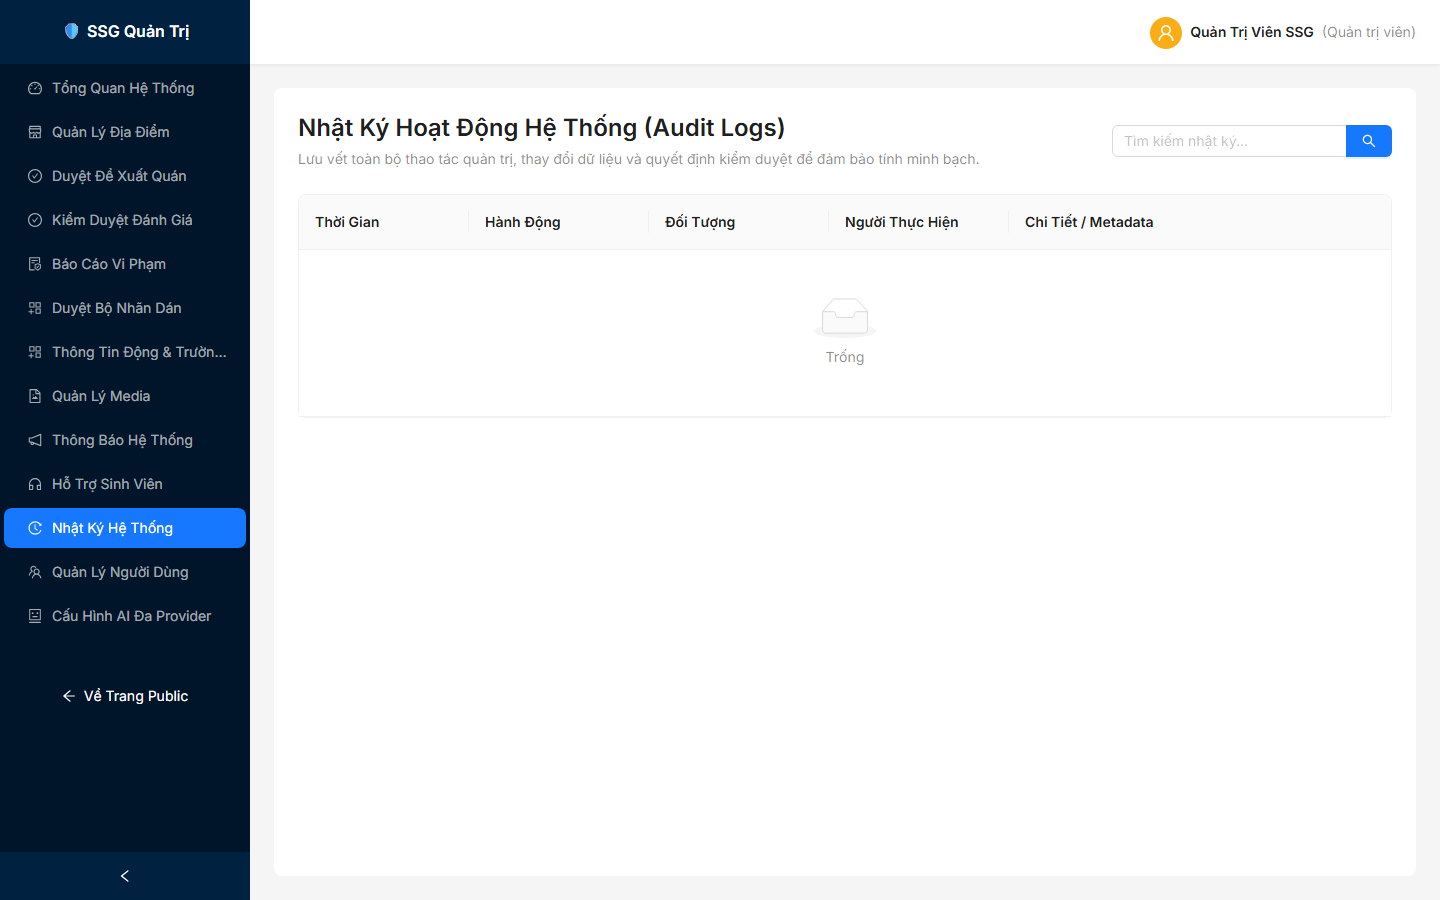 SSG Quản Trị
Quản Trị Viên SSG (Quản trị viên)
Tổng Quan Hệ Thống
Quản Lý Địa Điểm
Duyệt Đề Xuất Quán
Kiểm Duyệt Đánh Giá
Báo Cáo Vi Phạm
Duyệt Bộ Nhãn Dán
Thông Tin Động & Trườn...
Quản Lý Media
Thông Báo Hệ Thống
Hỗ Trợ Sinh Viên
Nhật Ký Hệ Thống
Quản Lý Người Dùng
Cấu Hình AI Đa Provider
Về Trang Public
Nhật Ký Hoạt Động Hệ Thống (Audit Logs)
Lưu vết toàn bộ thao tác quản trị, thay đổi dữ liệu và quyết định kiểm duyệt để đảm bảo tính minh bạch.
Tìm kiếm nhật ký...
Thời Gian Hành Động Đối Tượng Người Thực Hiện Chi Tiết / Metadata
Trống